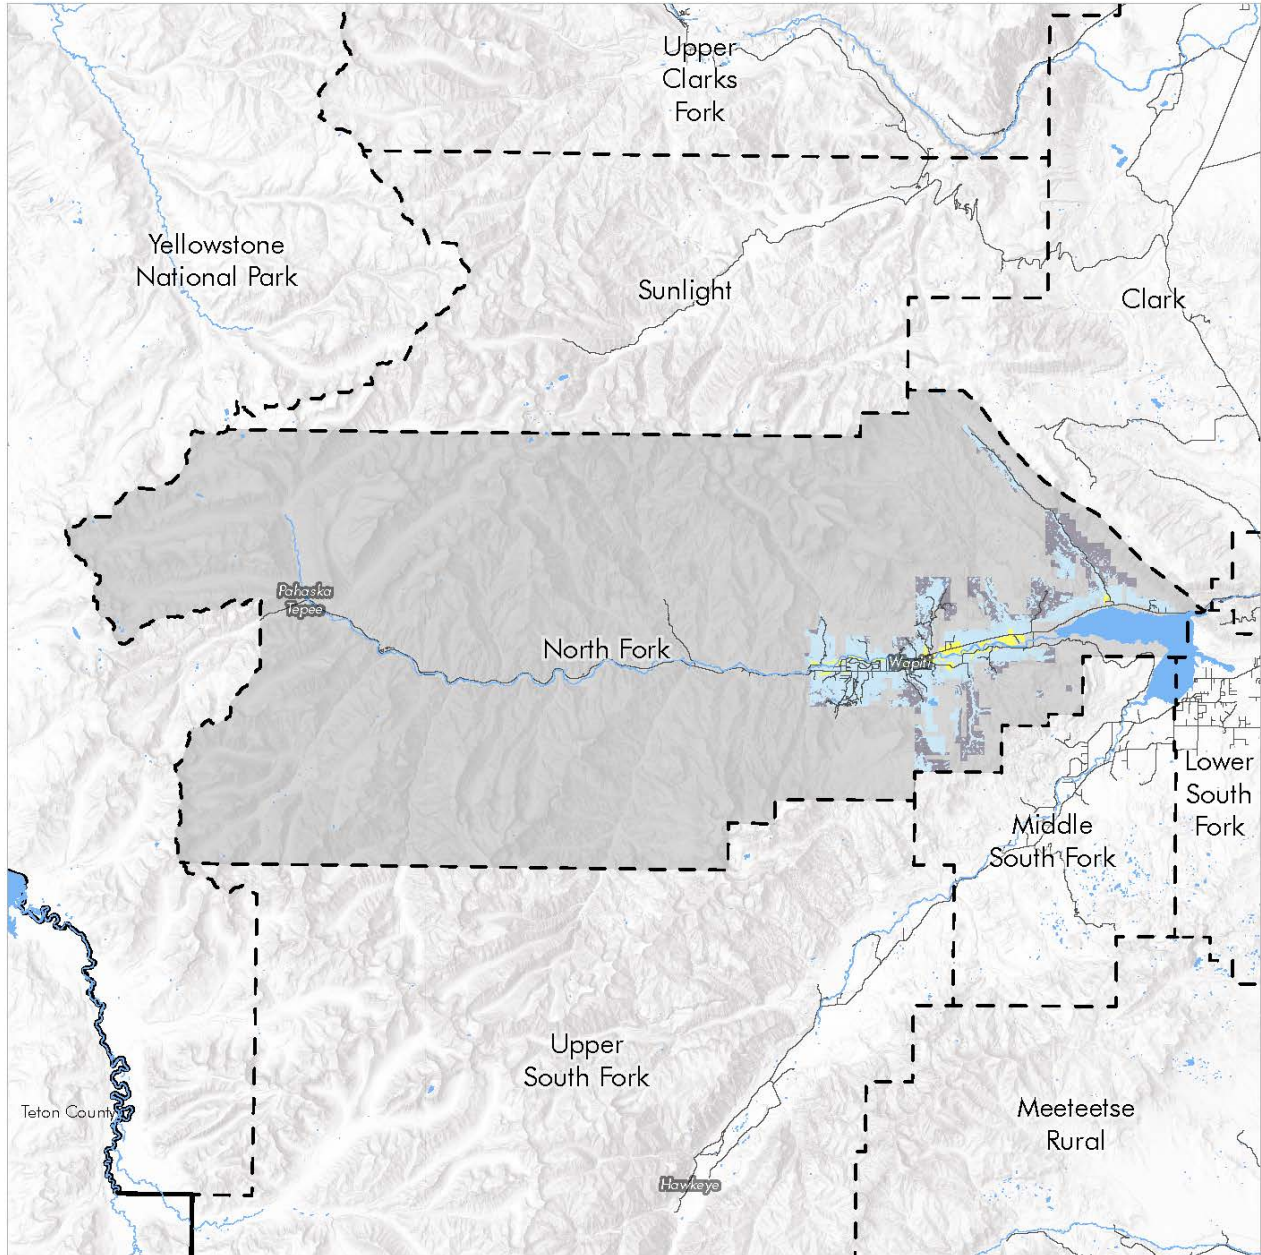 Upper
Clarks
Fork
Yellowstone
National Park
Sunlight
Clark
Pahaska
Tepee
North Fork
Wapiti
Lower
South
Fork
Middle
South Fork
Upper
South Fork
Teton County
Meeteetse
Rural
Hawkeye